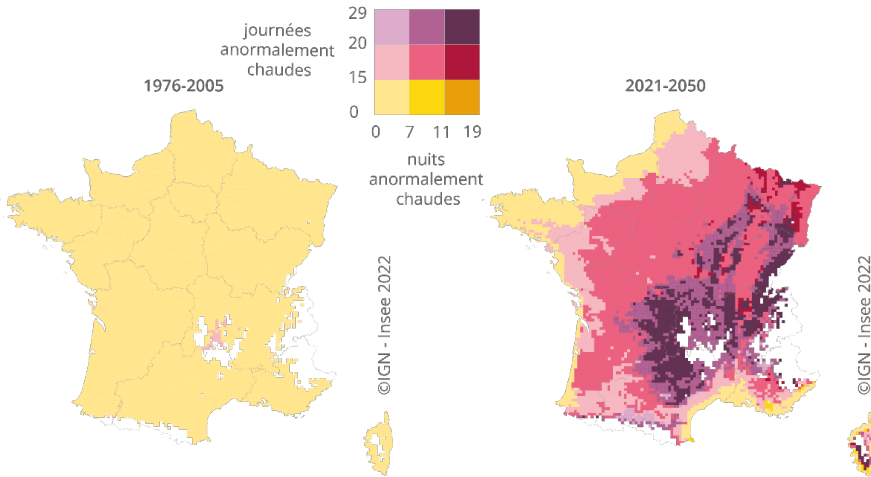 journées
anormalement
chaudes
29
20
15
0
0 7 11 19
nuits
anormalement
chaudes
1976-2005
2021-2050
©IGN - Insee 2022
©IGN - Insee 2022